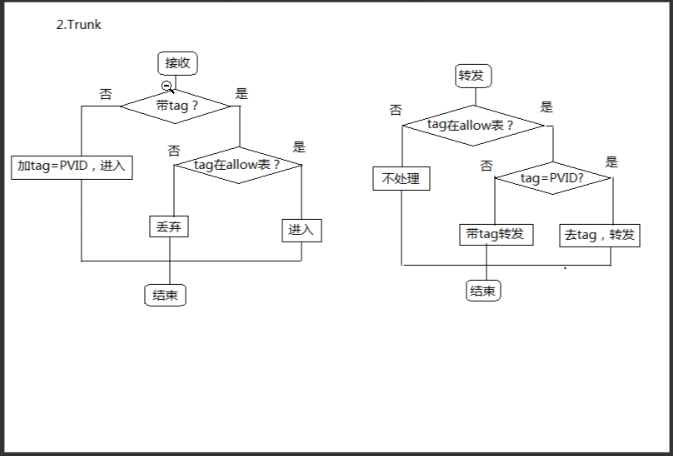 2.Trunk
接收
否
带tag？
是
加tag=PVID，进入
否
tag在allow表？
是
丢弃
进入
结束
转发
否
tag在allow表？
是
不处理
否
tag=PVID?
是
带tag转发
去tag，转发
结束